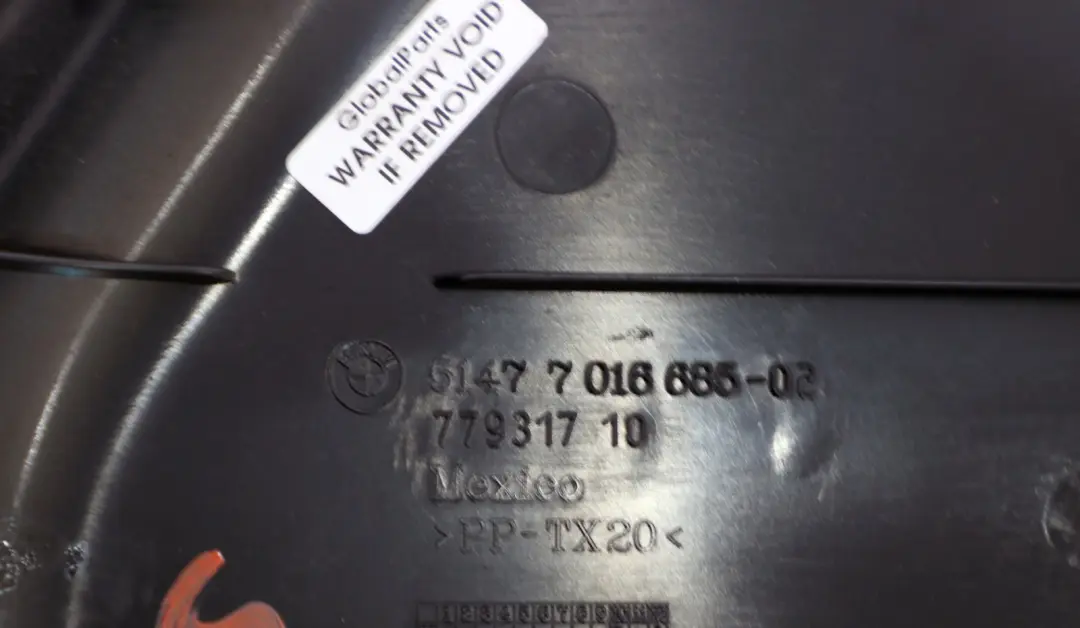 GlobalParts
WARRANTY VOID
IF REMOVED
5147 7 016 685-02
779317 10
Mexico
>PP-TX20<